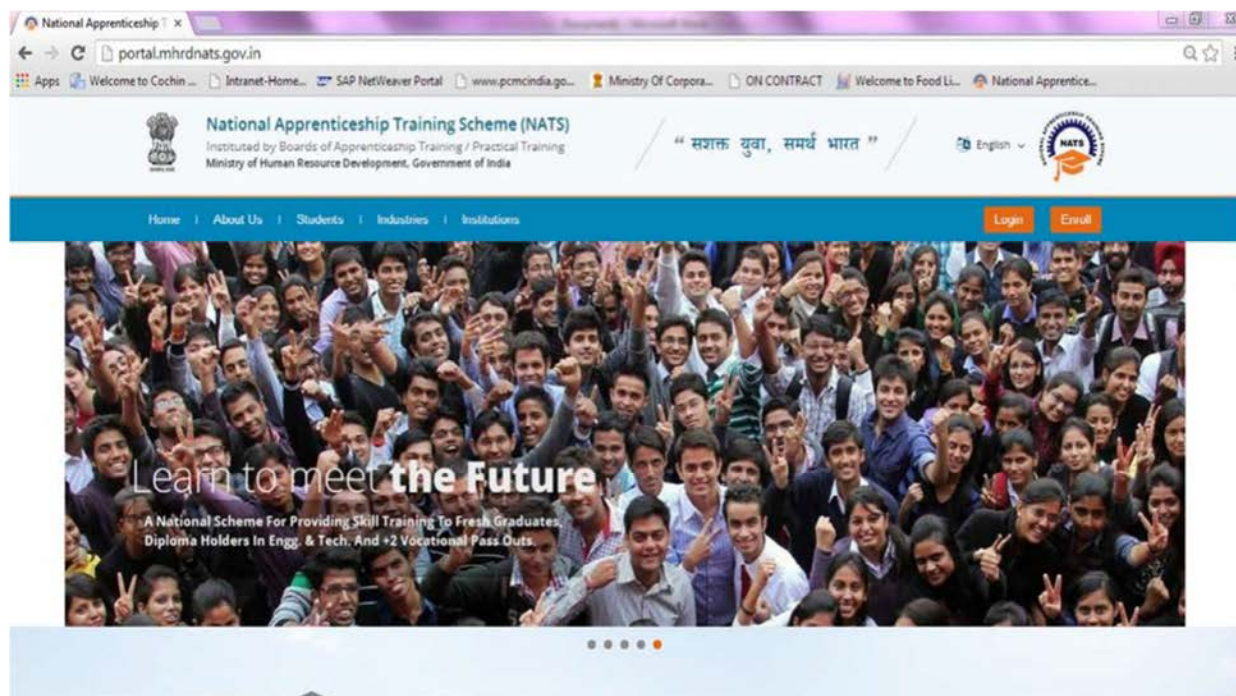 National Apprenticeship T
portal.mhrdnats.gov.in
Apps Welcome to Cochin ... Intranet-Home... SAP NetWeaver Portal www.pcmcindia.go... Ministry Of Corpora... ON CONTRACT Welcome to Food Li... National Apprentice...
National Apprenticeship Training Scheme (NATS)
Instituted by Boards of Apprenticeship Training / Practical Training
Ministry of Human Resource Development, Government of India
“ सशक्त युवा, समर्थ भारत ”
English
NATIONAL APPRENTICESHIP TRAINING SCHEME
NATS
Home | About Us | Students | Industries | Institutions
Login Enroll
Learn to meet the Future
A National Scheme For Providing Skill Training To Fresh Graduates,
Diploma Holders In Engg. & Tech. And +2 Vocational Pass Outs.